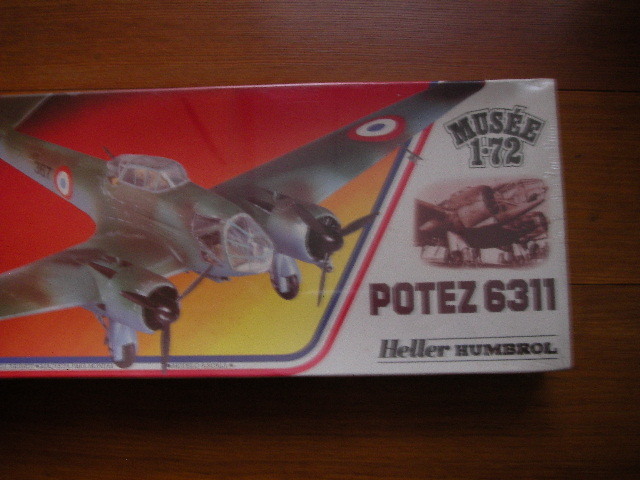 MUSÉE
1·72
POTEZ 6311
Heller HUMBROL